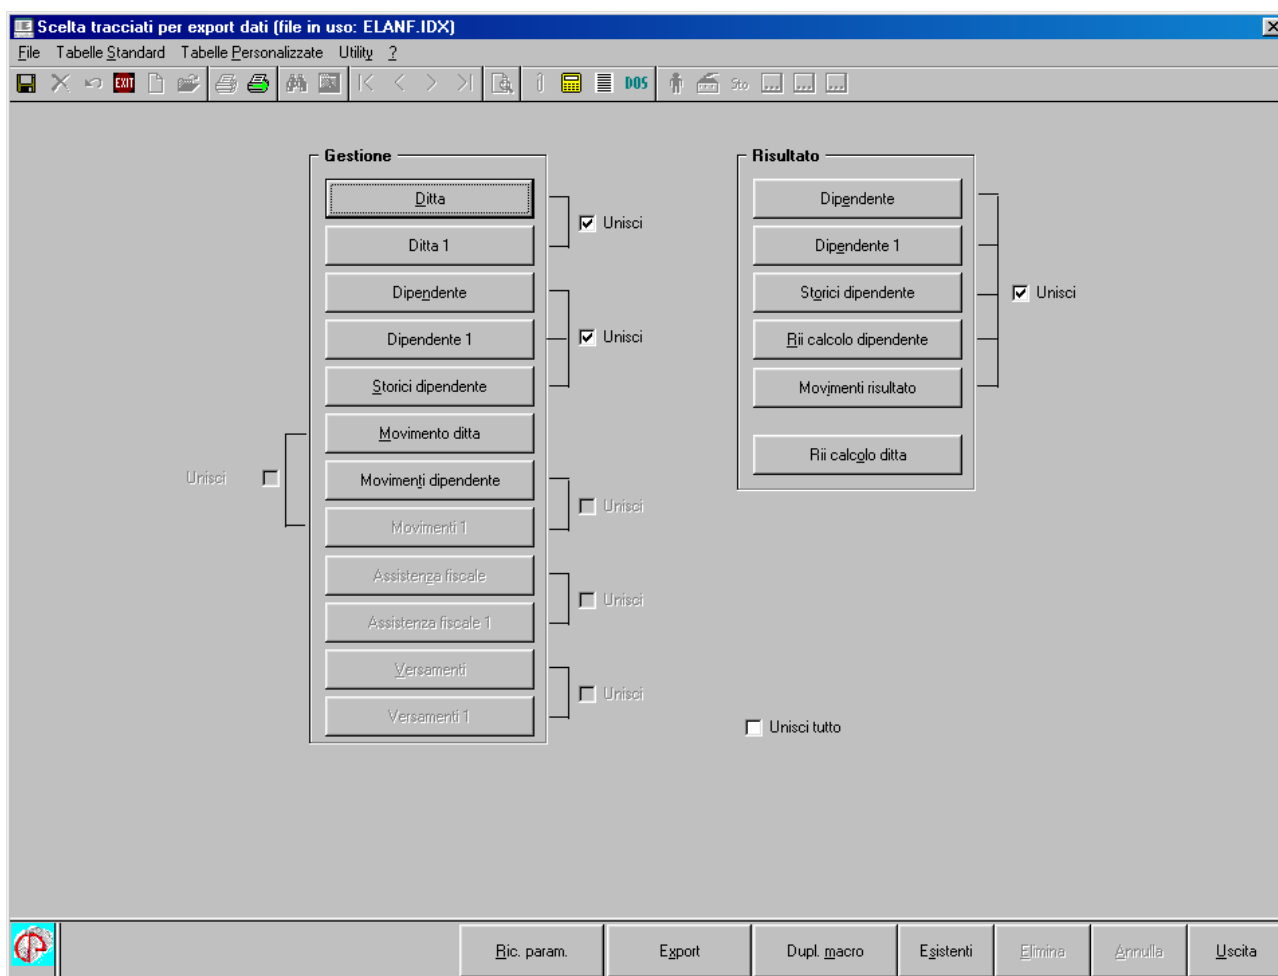 Scelta tracciati per export dati (file in uso: ELANF.IDX)
File Tabelle Standard Tabelle Personalizzate Utility ?
EXIT DOS Sto
Gestione
Ditta
Ditta 1
Unisci
Dipendente
Dipendente 1
Storici dipendente
Unisci
Movimento ditta
Movimenti dipendente
Movimenti 1
Unisci
Unisci
Assistenza fiscale
Assistenza fiscale 1
Unisci
Versamenti
Versamenti 1
Unisci
Risultato
Dipendente
Dipendente 1
Storici dipendente
Rii calcolo dipendente
Movimenti risultato
Unisci
Rii calcolo ditta
Unisci tutto
Ric. param. Export Dupl. macro Esistenti Elimina Annulla Uscita